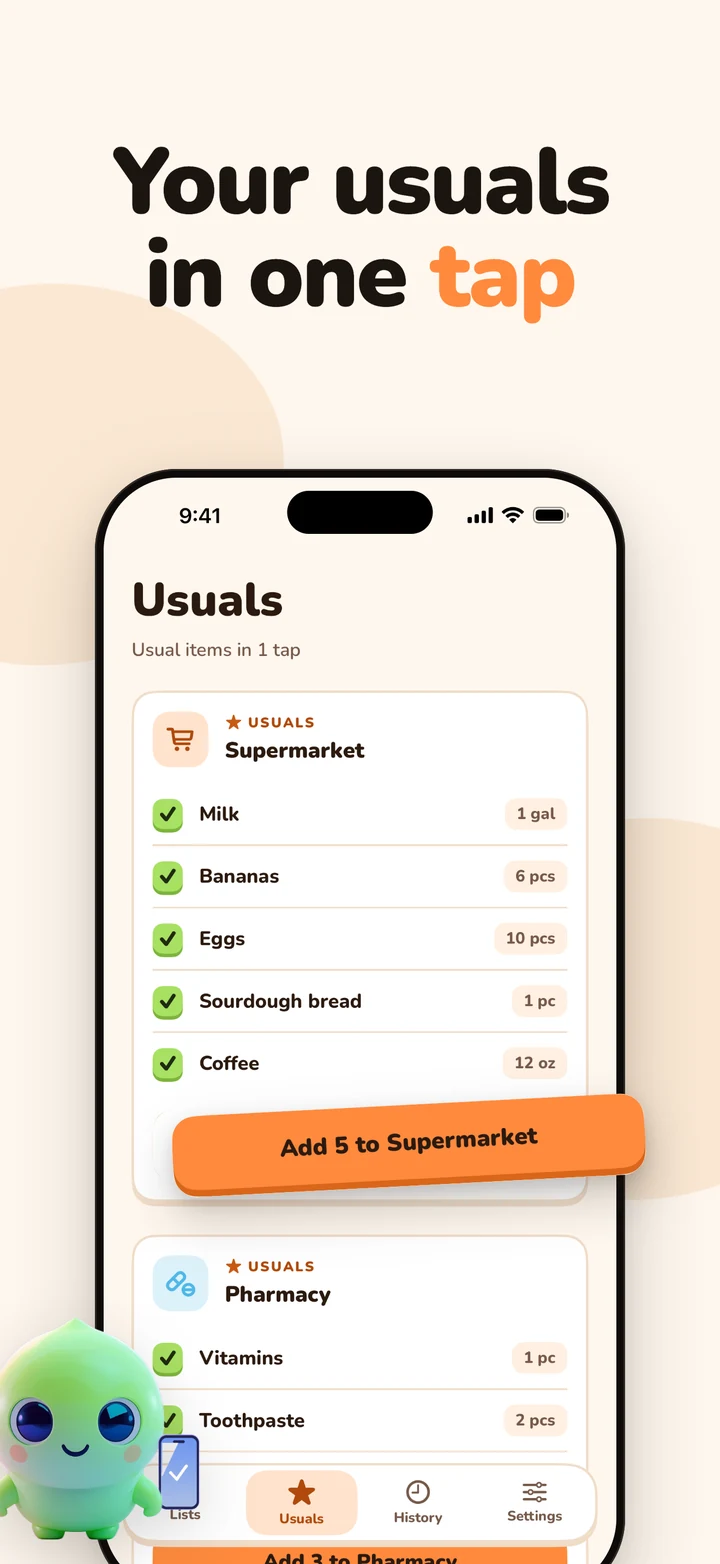 Your usuals
in one tap
9:41
Usuals
Usual items in 1 tap
USUALS
Supermarket
Milk 1 gal
Bananas 6 pcs
Eggs 10 pcs
Sourdough bread 1 pc
Coffee 12 oz
Add 5 to Supermarket
USUALS
Pharmacy
Vitamins 1 pc
Toothpaste 2 pcs
Lists Usuals History Settings
Add 3 to Pharmacy